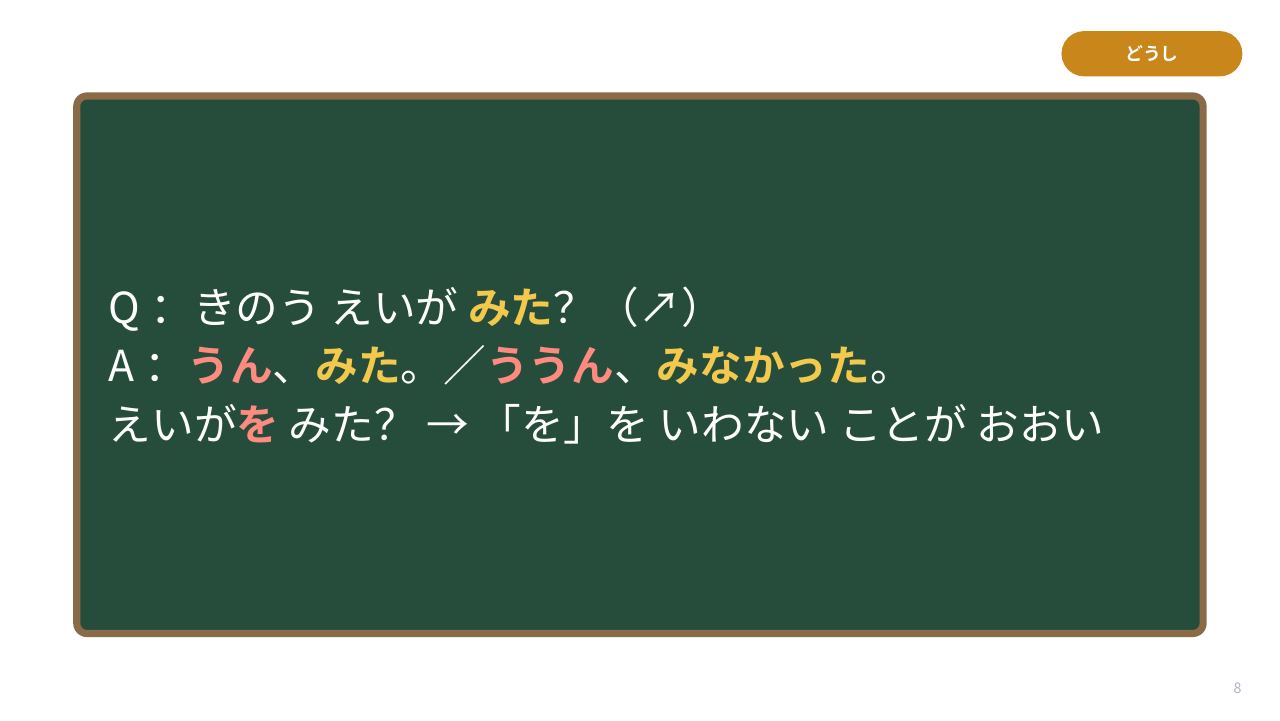 どうし
Q： きのう えいが みた? （↗）
A： うん、みた。／ううん、みなかった。
えいがを みた? → 「を」を いわない ことが おおい
8